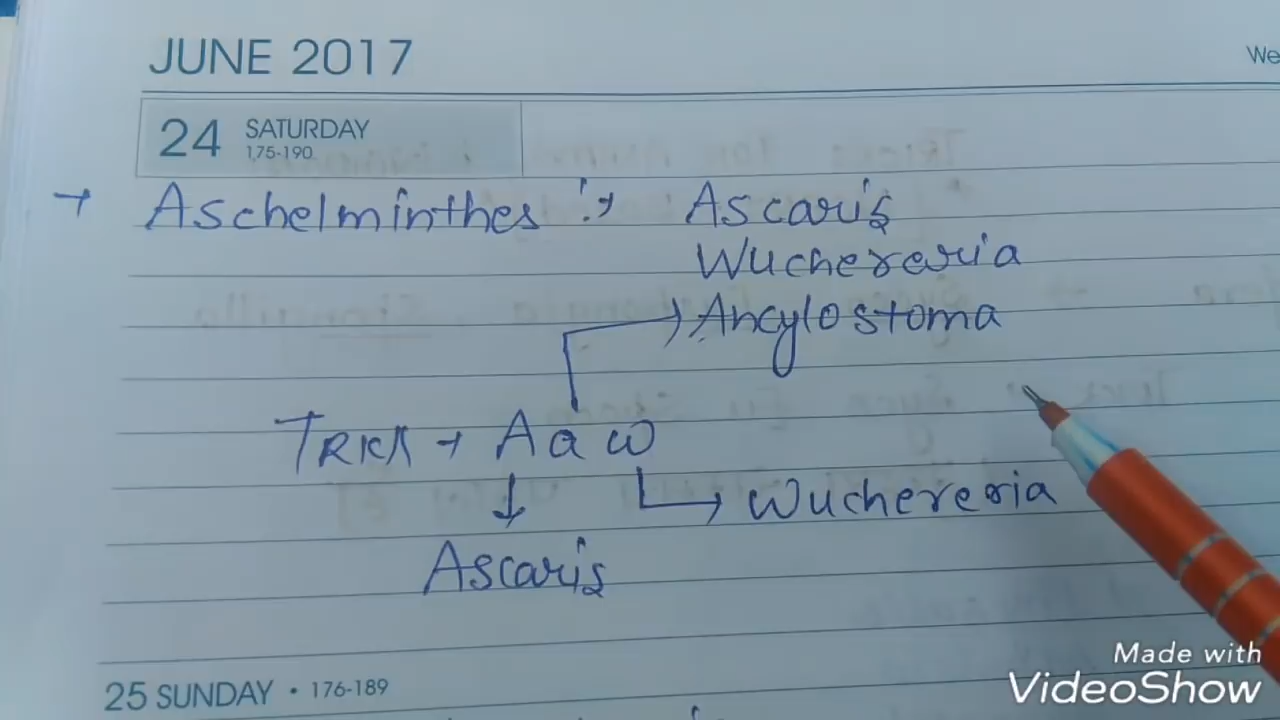 JUNE 2017
We
24 SATURDAY
175-190
→ Aschelminthes :→ Ascaris
Wuchereria
Ancylostoma
TRICK → A a W
Wuchereria
Ascaris
25 SUNDAY • 176-189
Made with
VideoShow